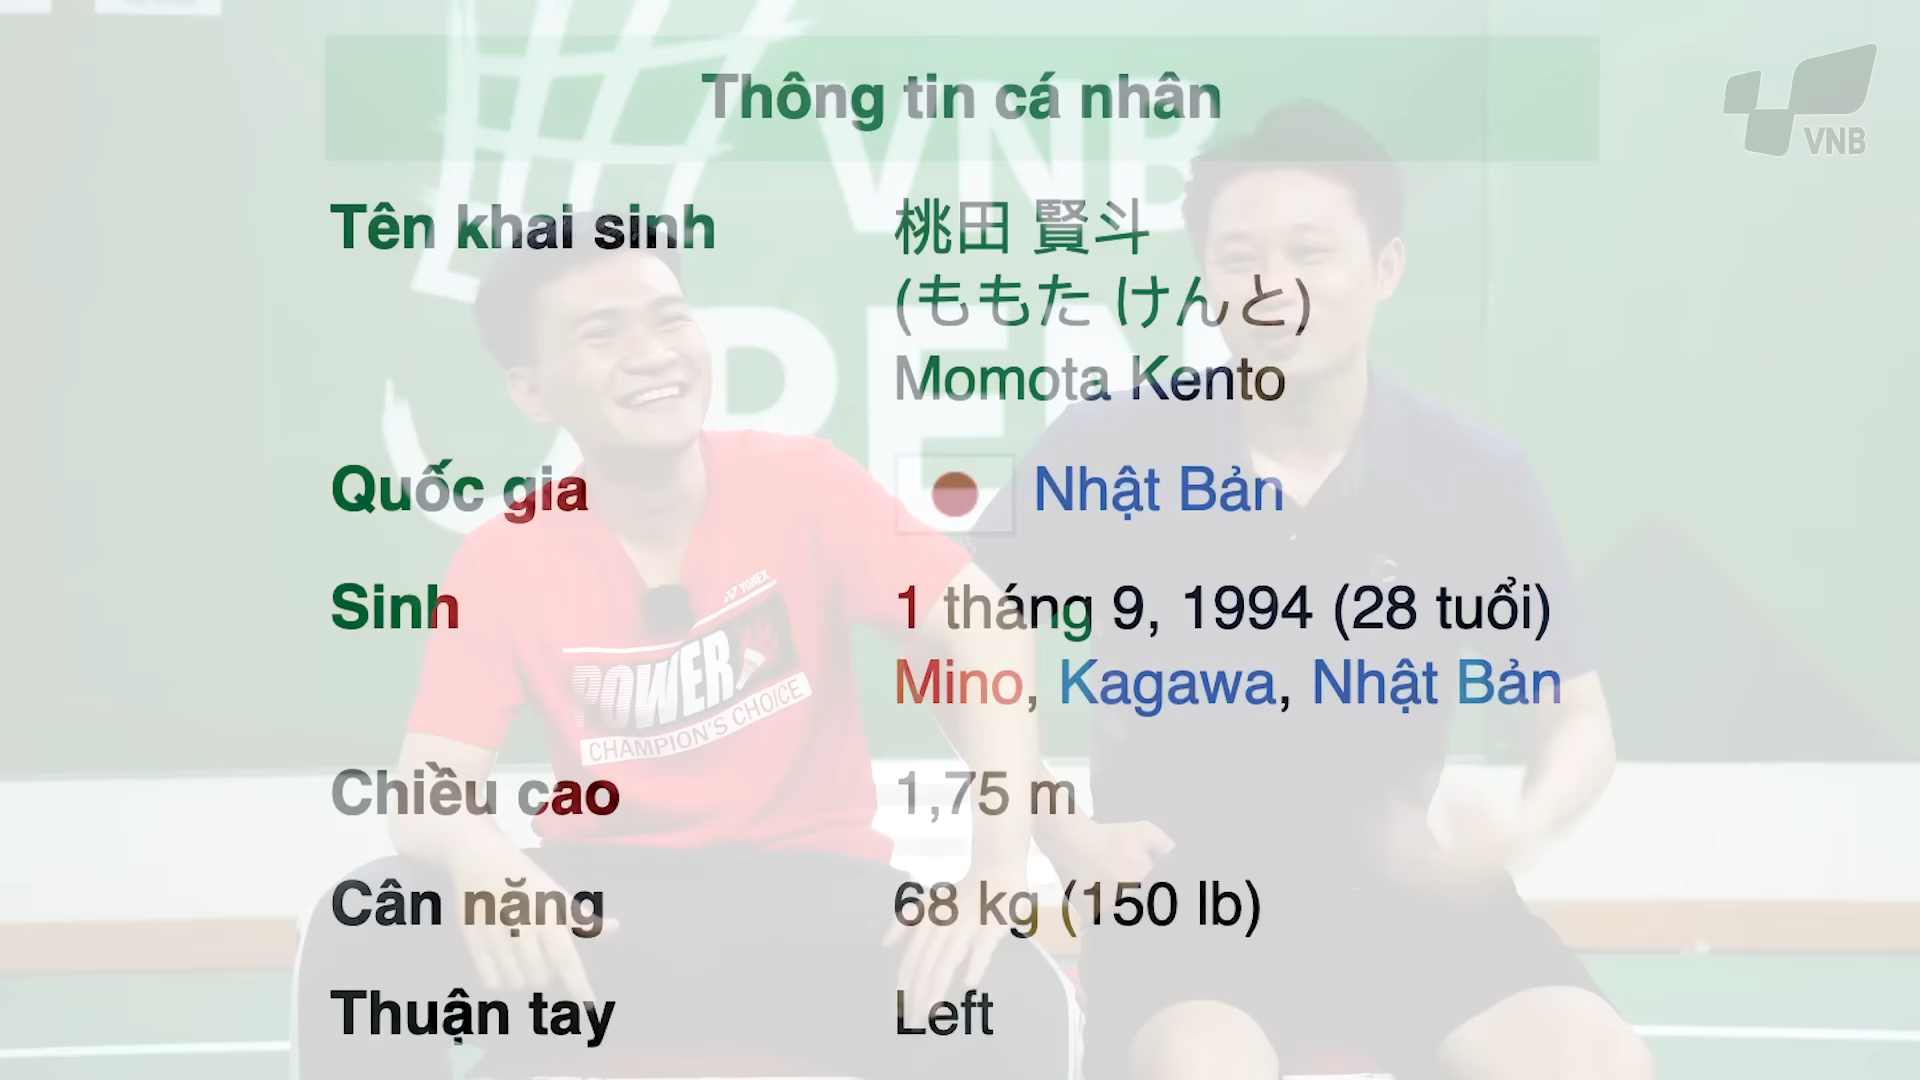 Thông tin cá nhân
VNB
Tên khai sinh
桃田 賢斗
(ももた けんと)
Momota Kento
Quốc gia
Nhật Bản
Sinh
1 tháng 9, 1994 (28 tuổi)
Mino, Kagawa, Nhật Bản
Chiều cao
1,75 m
Cân nặng
68 kg (150 lb)
Thuận tay
Left
VNB
YONEX
POWER
CHAMPION'S CHOICE